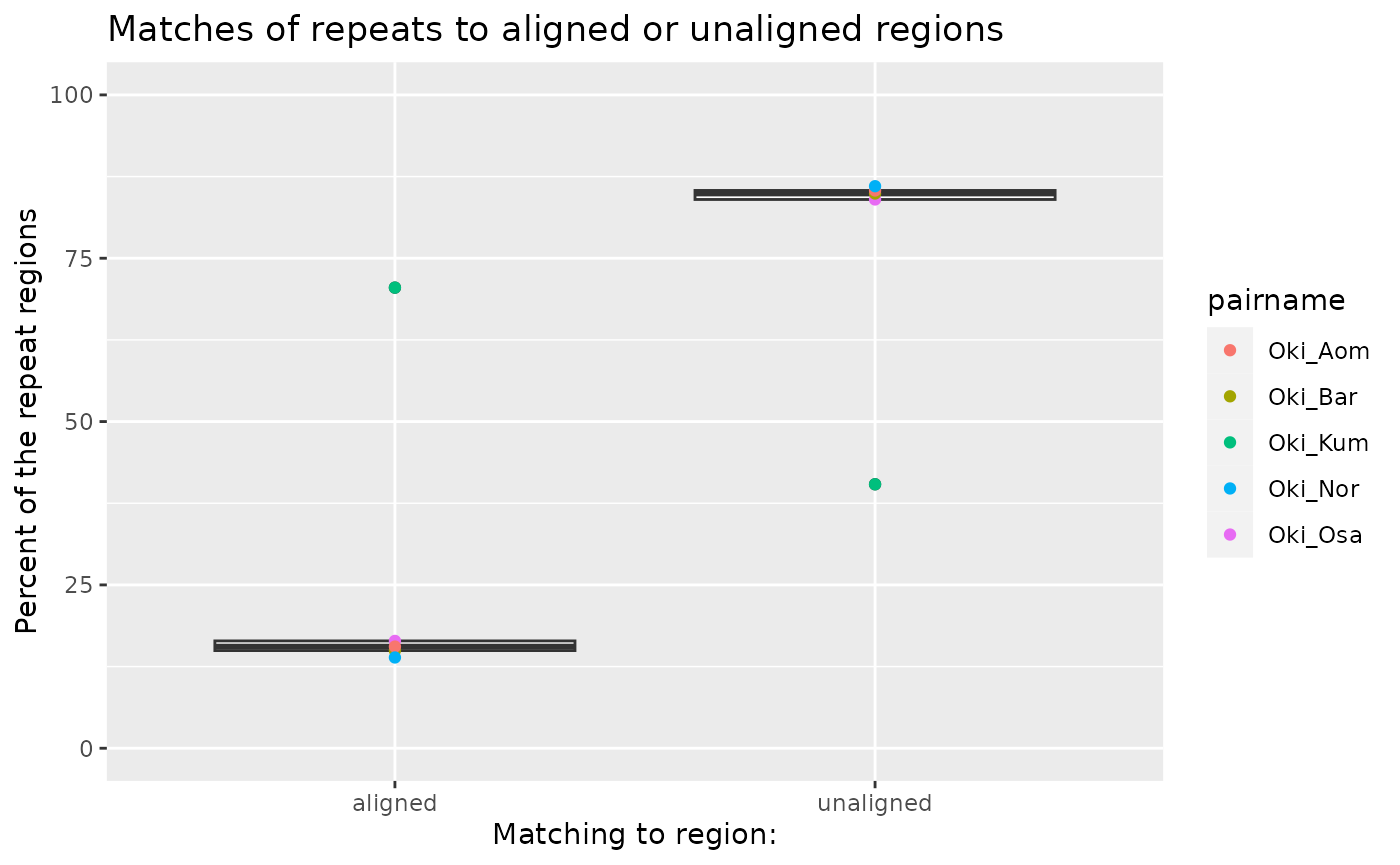 Matches of repeats to aligned or unaligned regions
Percent of the repeat regions
100
75
50
25
0
aligned
unaligned
Matching to region:
pairname
Oki_Aom
Oki_Bar
Oki_Kum
Oki_Nor
Oki_Osa